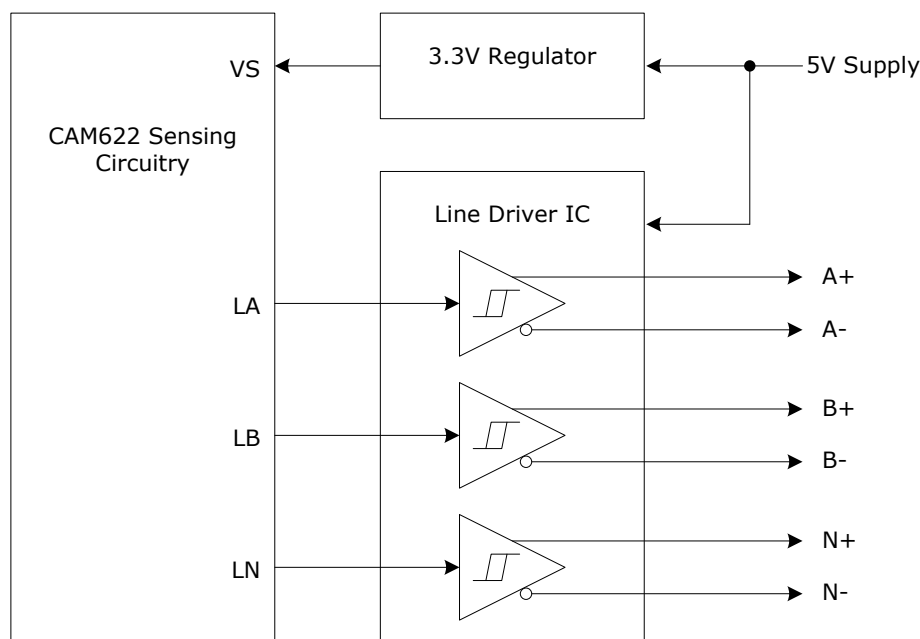 VS
3.3V Regulator
5V Supply
CAM622 Sensing
Circuitry
Line Driver IC
LA
A+
A-
LB
B+
B-
LN
N+
N-